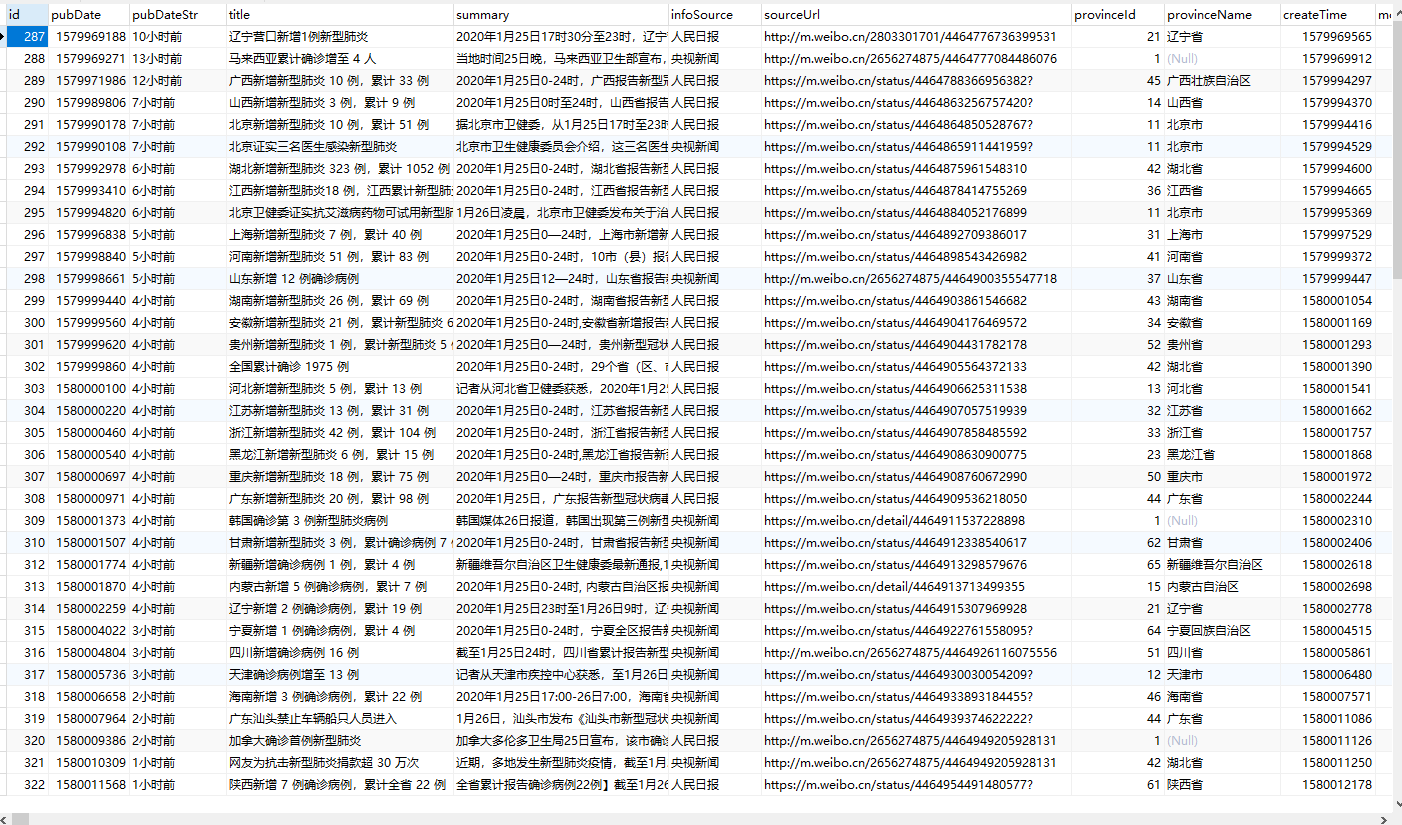 id pubDate pubDateStr title summary infoSource sourceUrl provinceId provinceName createTime
287 1579969188 10小时前 辽宁营口新增1例新型肺炎 2020年1月25日17时30分至23时，辽宁 人民日报 http://m.weibo.cn/2803301701/4464776736399531 21 辽宁省 1579969565
288 1579969271 13小时前 马来西亚累计确诊增至 4 人 当地时间25日晚，马来西亚卫生部宣布， 央视新闻 http://m.weibo.cn/2656274875/4464777084486076 1 (Null) 1579969912
289 1579971986 12小时前 广西新增新型肺炎 10 例，累计 33 例 2020年1月25日0-24时，广西报告新型 人民日报 https://m.weibo.cn/status/4464788366956382? 45 广西壮族自治区 1579994297
290 1579989806 7小时前 山西新增新型肺炎 3 例，累计 9 例 2020年1月25日0时至24时，山西省报告 人民日报 https://m.weibo.cn/status/4464863256757420? 14 山西省 1579994370
291 1579990178 7小时前 北京新增新型肺炎 10 例，累计 51 例 据北京市卫健委，从1月25日17时至23时 人民日报 https://m.weibo.cn/status/4464864850528767? 11 北京市 1579994416
292 1579990108 7小时前 北京证实三名医生感染新型肺炎 北京市卫生健康委员会介绍，这三名医生 央视新闻 https://m.weibo.cn/status/4464865911441959? 11 北京市 1579994529
293 1579992978 6小时前 湖北新增新型肺炎 323 例，累计 1052 例 2020年1月25日0-24时，湖北省报告新型 人民日报 https://m.weibo.cn/status/4464875961548310 42 湖北省 1579994600
294 1579993410 6小时前 江西新增新型肺炎18 例，江西累计新型肺 2020年1月25日0-24时，江西省报告新型 人民日报 https://m.weibo.cn/status/4464878414755269 36 江西省 1579994665
295 1579994820 6小时前 北京卫健委证实抗艾滋病药物可试用新型肺 1月26日凌晨，北京市卫健委发布关于治 人民日报 https://m.weibo.cn/status/4464884052176899 11 北京市 1579995369
296 1579996838 5小时前 上海新增新型肺炎 7 例，累计 40 例 2020年1月25日0—24时，上海市新增新 人民日报 https://m.weibo.cn/status/4464892709386017 31 上海市 1579997529
297 1579998840 5小时前 河南新增新型肺炎 51 例，累计 83 例 2020年1月25日0-24时，10市（县）报告 人民日报 https://m.weibo.cn/status/4464898543426982 41 河南省 1579999372
298 1579998661 5小时前 山东新增 12 例确诊病例 2020年1月25日12—24时，山东省报告 央视新闻 http://m.weibo.cn/2656274875/4464900355547718 37 山东省 1579999447
299 1579999440 4小时前 湖南新增新型肺炎 26 例，累计 69 例 2020年1月25日0-24时，湖南省报告新型 人民日报 https://m.weibo.cn/status/4464903861546682 43 湖南省 1580001054
300 1579999560 4小时前 安徽新增新型肺炎 21 例，累计新型肺炎 6 2020年1月25日0-24时,安徽省新增报告 人民日报 https://m.weibo.cn/status/4464904176469572 34 安徽省 1580001169
301 1579999620 4小时前 贵州新增新型肺炎 1 例，累计新型肺炎 5 2020年1月25日0—24时，贵州新型冠状 人民日报 https://m.weibo.cn/status/4464904431782178 52 贵州省 1580001293
302 1579999860 4小时前 全国累计确诊 1975 例 2020年1月25日0-24时，29个省（区、市 人民日报 https://m.weibo.cn/status/4464905564372133 42 湖北省 1580001390
303 1580000100 4小时前 河北新增新型肺炎 5 例，累计 13 例 记者从河北省卫健委获悉，2020年1月25 人民日报 https://m.weibo.cn/status/4464906625311538 13 河北省 1580001541
304 1580000220 4小时前 江苏新增新型肺炎 13 例，累计 31 例 2020年1月25日0-24时，江苏省报告新型 人民日报 https://m.weibo.cn/status/4464907057519939 32 江苏省 1580001662
305 1580000460 4小时前 浙江新增新型肺炎 42 例，累计 104 例 2020年1月25日0-24时，浙江省报告新型 人民日报 https://m.weibo.cn/status/4464907858485592 33 浙江省 1580001757
306 1580000540 4小时前 黑龙江新增新型肺炎 6 例，累计 15 例 2020年1月25日0-24时,黑龙江省报告新 人民日报 https://m.weibo.cn/status/4464908630900775 23 黑龙江省 1580001868
307 1580000697 4小时前 重庆新增新型肺炎 18 例，累计 75 例 2020年1月25日0—24时，重庆市报告新 人民日报 https://m.weibo.cn/status/4464908760672990 50 重庆市 1580001972
308 1580000971 4小时前 广东新增新型肺炎 20 例，累计 98 例 2020年1月25日，广东报告新型冠状病毒 人民日报 https://m.weibo.cn/status/4464909536218050 44 广东省 1580002244
309 1580001373 4小时前 韩国确诊第 3 例新型肺炎病例 韩国媒体26日报道，韩国出现第三例新型 央视新闻 https://m.weibo.cn/detail/4464911537228898 1 (Null) 1580002310
310 1580001507 4小时前 甘肃新增新型肺炎 3 例，累计确诊病例 7 2020年1月25日0-24时，甘肃省报告新型 央视新闻 https://m.weibo.cn/status/4464912338540617 62 甘肃省 1580002406
312 1580001774 4小时前 新疆新增确诊病例 1 例，累计 4 例 新疆维吾尔自治区卫生健康委最新通报,1 央视新闻 https://m.weibo.cn/status/4464913298579676 65 新疆维吾尔自治区 1580002618
313 1580001870 4小时前 内蒙古新增 5 例确诊病例，累计 7 例 2020年1月25日0-24时, 内蒙古自治区报 央视新闻 https://m.weibo.cn/detail/4464913713499355 15 内蒙古自治区 1580002698
314 1580002259 4小时前 辽宁新增 2 例确诊病例，累计 19 例 2020年1月25日23时至1月26日9时，辽 央视新闻 https://m.weibo.cn/status/4464915307969928 21 辽宁省 1580002778
315 1580004022 3小时前 宁夏新增 1 例确诊病例，累计 4 例 2020年1月25日0-24时，宁夏全区报告新 央视新闻 https://m.weibo.cn/status/4464922761558095? 64 宁夏回族自治区 1580004515
316 1580004804 3小时前 四川新增确诊病例 16 例 截至1月25日24时，四川省累计报告新型 央视新闻 http://m.weibo.cn/2656274875/4464926116075556 51 四川省 1580005861
317 1580005736 3小时前 天津确诊病例增至 13 例 记者从天津市疾控中心获悉，至1月26日 央视新闻 https://m.weibo.cn/status/4464930030054209? 12 天津市 1580006480
318 1580006658 2小时前 海南新增 3 例确诊病例，累计 22 例 2020年1月25日17:00-26日7:00，海南省 央视新闻 https://m.weibo.cn/status/4464933893184455? 46 海南省 1580007571
319 1580007964 2小时前 广东汕头禁止车辆船只人员进入 1月26日，汕头市发布《汕头市新型冠状 央视新闻 https://m.weibo.cn/status/4464939374622222? 44 广东省 1580011086
320 1580009386 2小时前 加拿大确诊首例新型肺炎 加拿大多伦多卫生局25日宣布，该市确诊 人民日报 http://m.weibo.cn/2656274875/4464949205928131 1 (Null) 1580011126
321 1580010309 1小时前 网友为抗击新型肺炎捐款超 30 万次 近期，多地发生新型肺炎疫情，截至1月 央视新闻 http://m.weibo.cn/2656274875/4464949205928131 42 湖北省 1580011250
322 1580011568 1小时前 陕西新增 7 例确诊病例，累计全省 22 例 全省累计报告确诊病例22例】截至1月26 央视新闻 https://m.weibo.cn/status/4464954491480577? 61 陕西省 1580012178